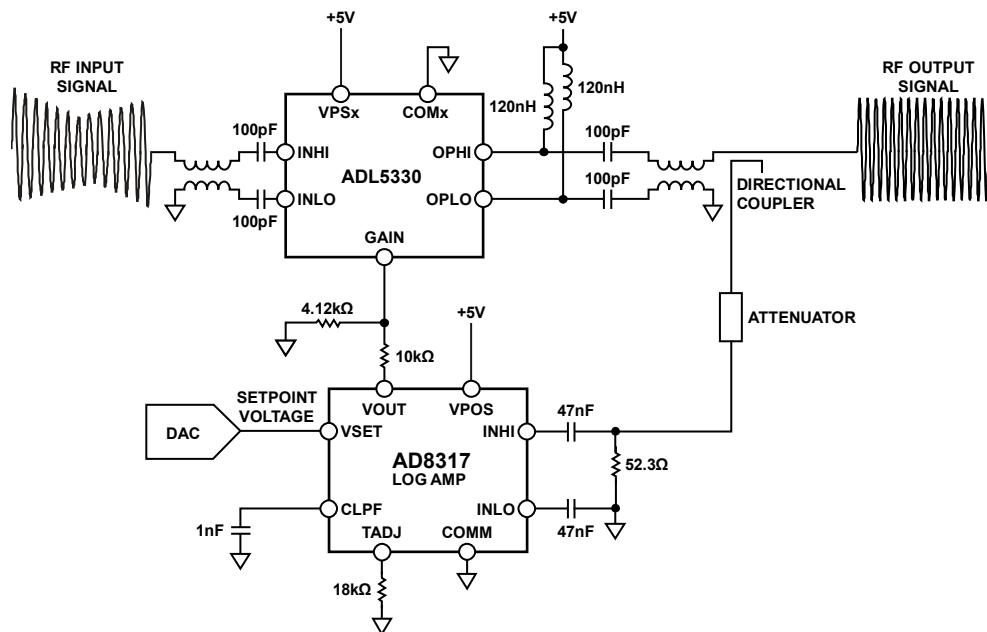 +5V
+5V
RF INPUT
SIGNAL
RF OUTPUT
SIGNAL
120nH
120nH
VPSx
COMx
100pF
100pF
INHI
OPHI
ADL5330
INLO
OPLO
100pF
100pF
DIRECTIONAL
COUPLER
GAIN
4.12kΩ
+5V
ATTENUATOR
10kΩ
SETPOINT
VOLTAGE
VOUT
VPOS
47nF
DAC
VSET
INHI
AD8317
LOG AMP
52.3Ω
CLPF
INLO
1nF
TADJ
COMM
47nF
18kΩ